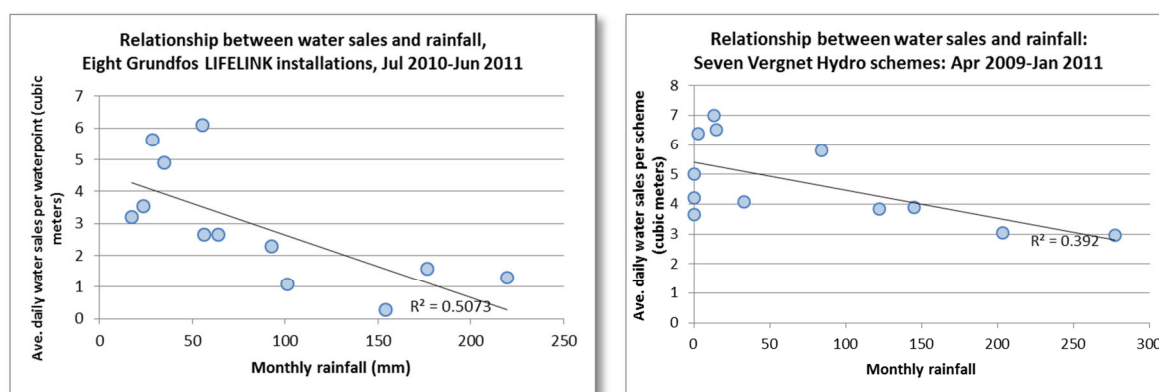 Relationship between water sales and rainfall,
Eight Grundfos LIFELINK installations, Jul 2010-Jun 2011
Ave. daily water sales per waterpoint (cubic
meters)
7
6
5
4
3
2
1
0
R² = 0.5073
0
50
100
150
200
250
Monthly rainfall (mm)
Relationship between water sales and rainfall:
Seven Vergnet Hydro schemes: Apr 2009-Jan 2011
Ave. daily water sales per scheme
(cubic meters)
8
7
6
5
4
3
2
1
0
R² = 0.392
0
50
100
150
200
250
300
Monthly rainfall